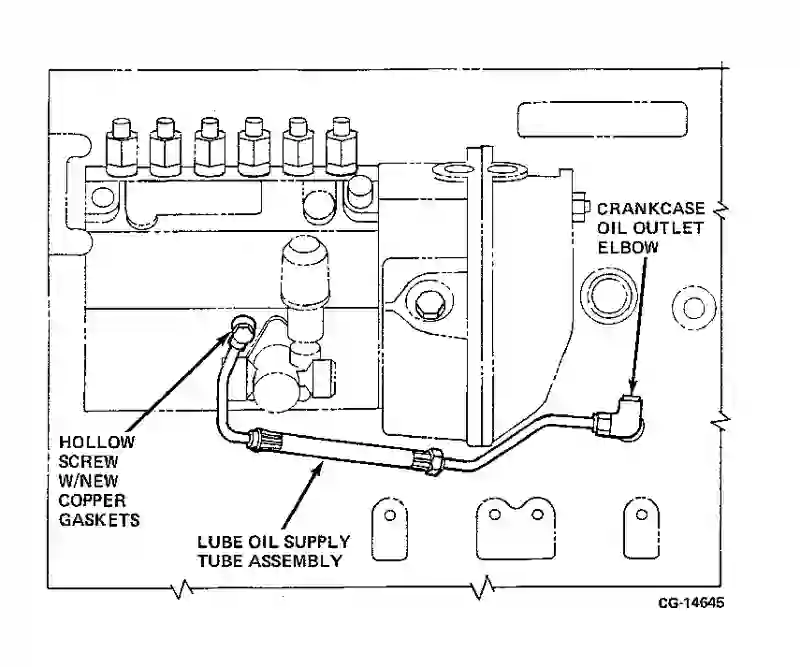 CRANKCASE
OIL OUTLET
ELBOW
HOLLOW
SCREW
W/NEW
COPPER
GASKETS
LUBE OIL SUPPLY
TUBE ASSEMBLY
CG-14645